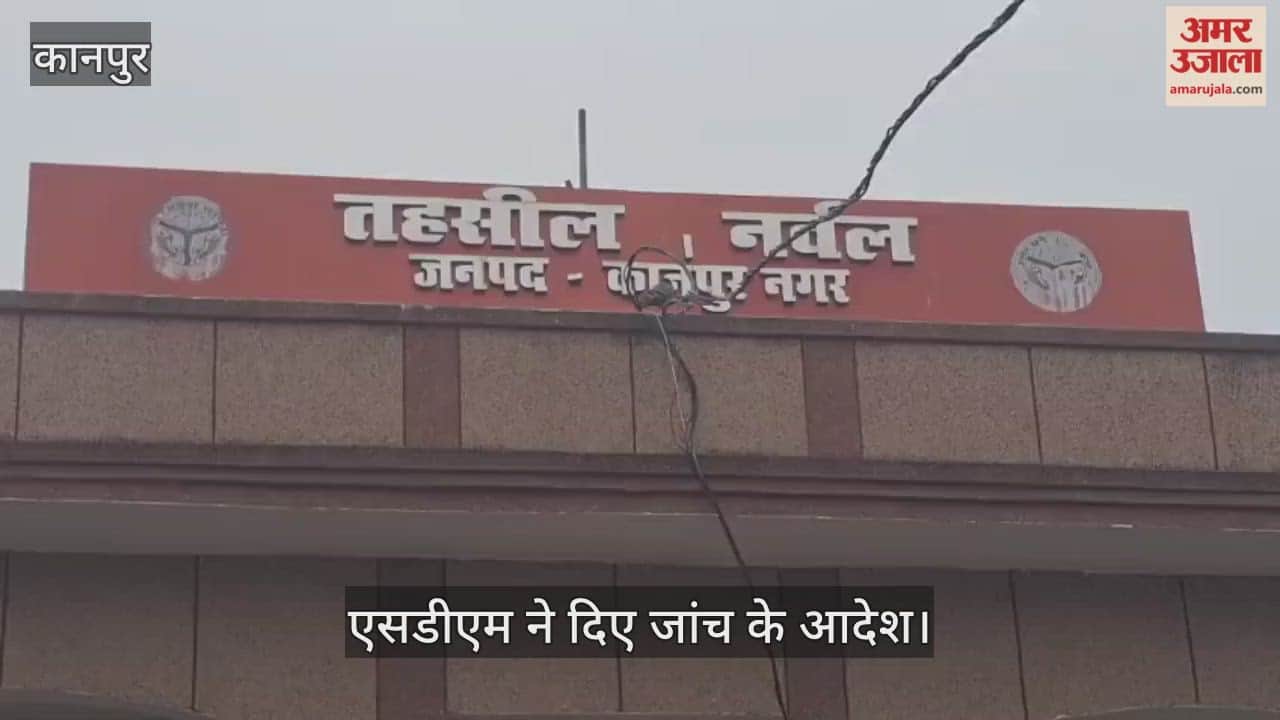 कानपुर
अमर
उजाला
amarujala.com
तहसील नर्वल
जनपद - कानपुर नगर
एसडीएम ने दिए जांच के आदेश।